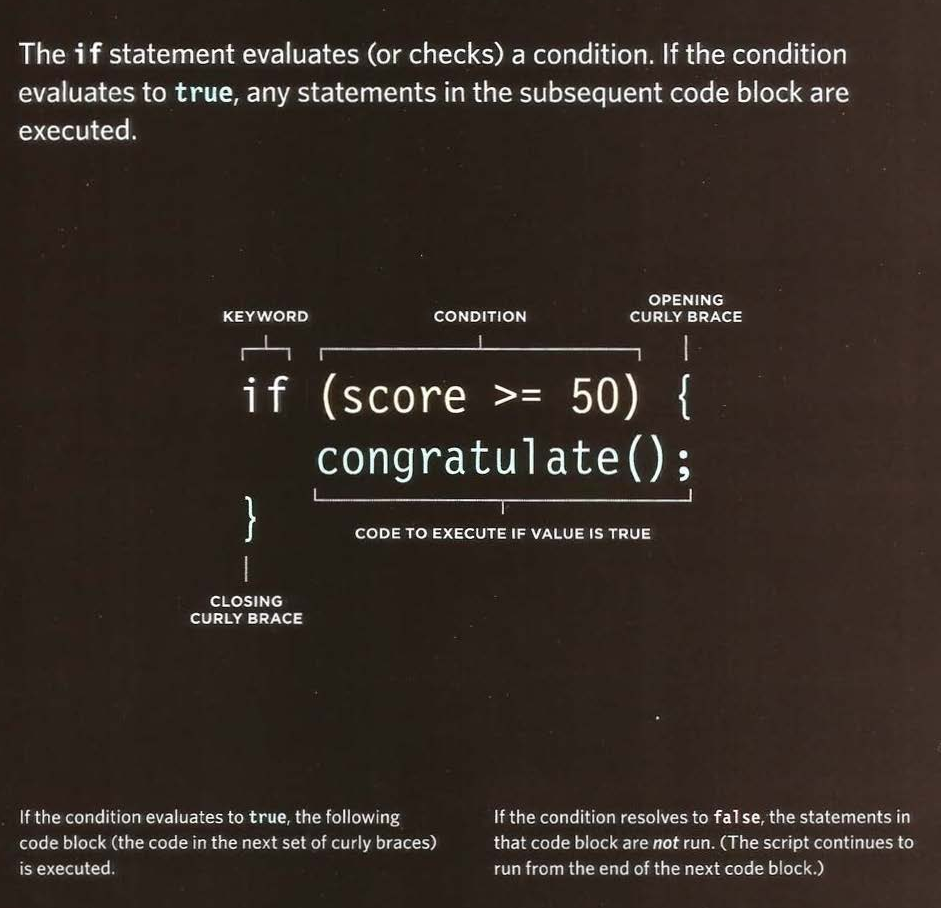 The if statement evaluates (or checks) a condition. If the condition
evaluates to true, any statements in the subsequent code block are
executed.
KEYWORD
CONDITION
OPENING
CURLY BRACE
if (score >= 50) {
congratulate();
}
CODE TO EXECUTE IF VALUE IS TRUE
CLOSING
CURLY BRACE
If the condition evaluates to true, the following
code block (the code in the next set of curly braces)
is executed.
If the condition resolves to false, the statements in
that code block are not run. (The script continues to
run from the end of the next code block.)